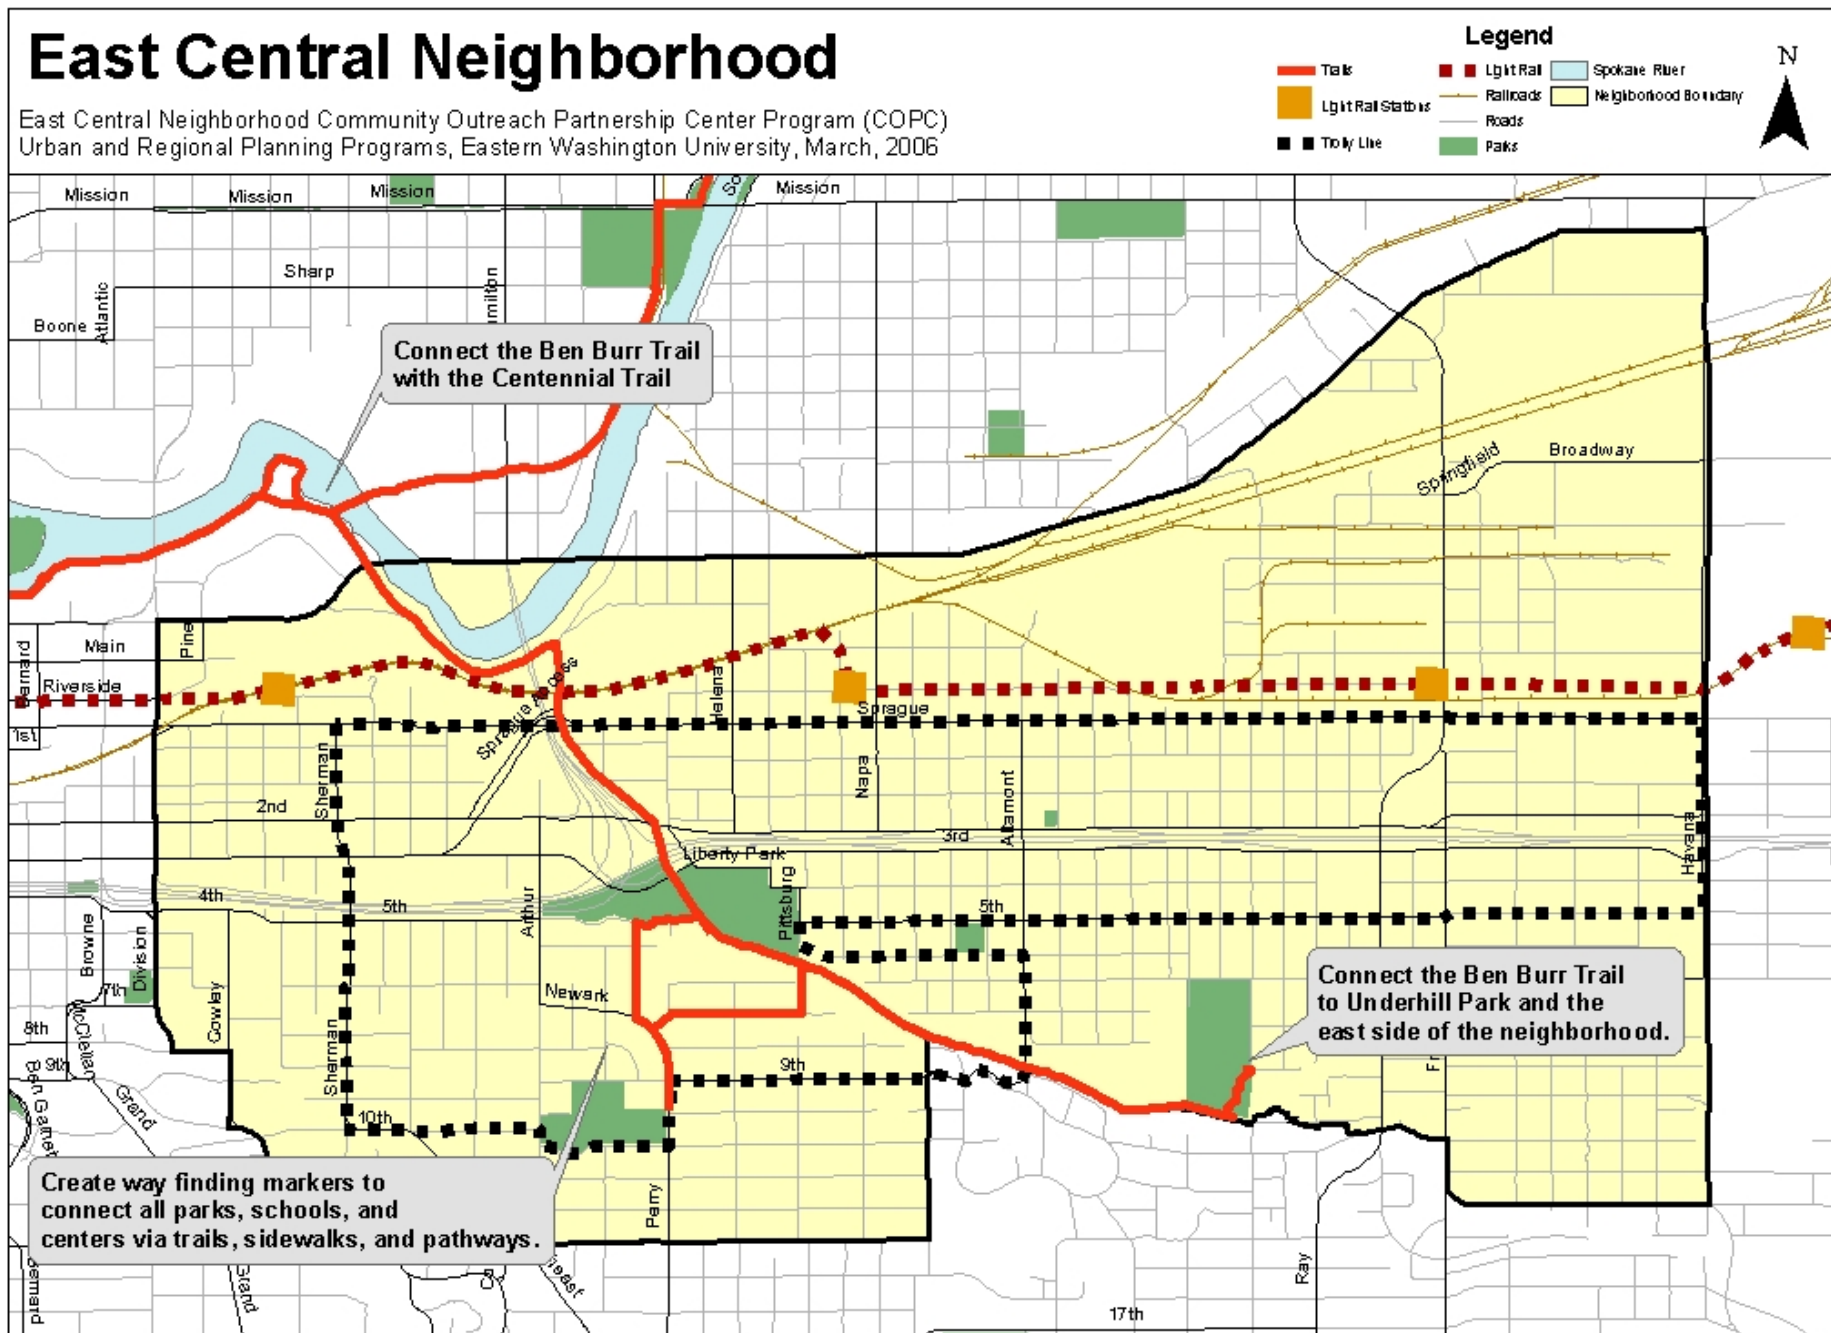 East Central Neighborhood
East Central Neighborhood Community Outreach Partnership Center Program (COPC)
Urban and Regional Planning Programs, Eastern Washington University, March, 2006
Legend
Trails
Light Rail Stations
Trolly Line
Light Rail
Railroads
Roads
Parks
Spokane River
Neighborhood Boundary
N
Mission
Mission
Mission
Mission
Sharp
Atlantic
Boone
Connect the Ben Burr Trail
with the Centennial Trail
Springfield
Broadway
Main
Pine
Riverside
1st
Helena
Sprague
Sherman
2nd
Napa
Altamont
3rd
Havana
Liberty Park
4th
5th
Arthur
Pittsburg
5th
Browne
Division
7th
Cowley
Newark
8th
McClellan
9th
Sherman
9th
Grand
10th
Connect the Ben Burr Trail
to Underhill Park and the
east side of the neighborhood.
Create way finding markers to
connect all parks, schools, and
centers via trails, sidewalks, and pathways.
Perry
Ray
17th